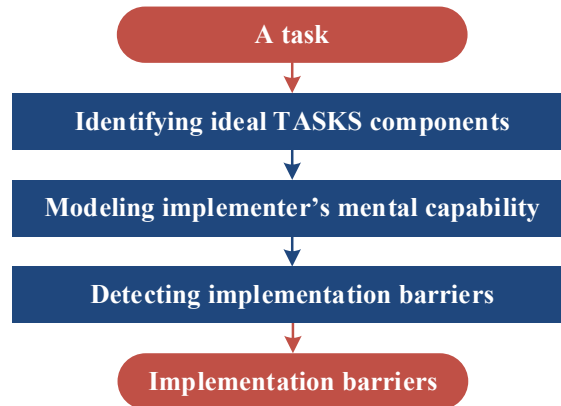 A task
Identifying ideal TASKS components
Modeling implementer’s mental capability
Detecting implementation barriers
Implementation barriers